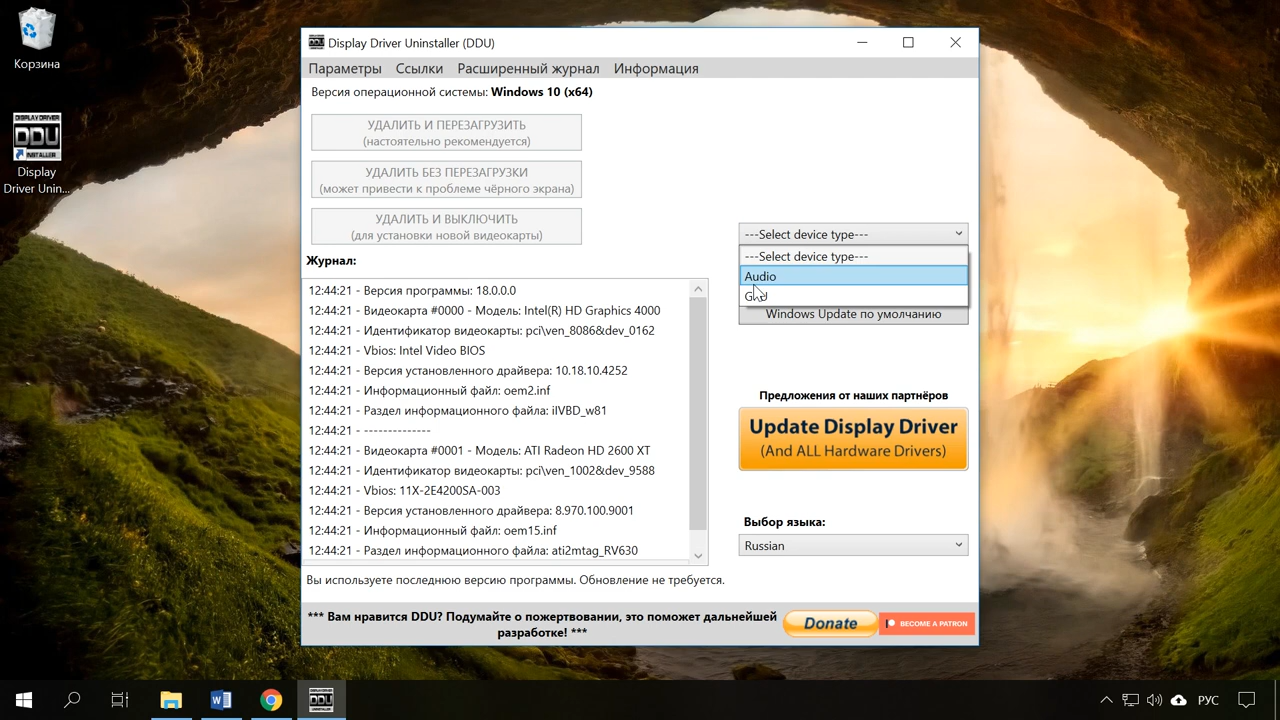 Корзина
DISPLAY DRIVER
DDU
Display
Driver Unin...
Display Driver Uninstaller (DDU)
Параметры Ссылки Расширенный журнал Информация
Версия операционной системы: Windows 10 (x64)
УДАЛИТЬ И ПЕРЕЗАГРУЗИТЬ
(настоятельно рекомендуется)
УДАЛИТЬ БЕЗ ПЕРЕЗАГРУЗКИ
(может привести к проблеме чёрного экрана)
УДАЛИТЬ И ВЫКЛЮЧИТЬ
(для установки новой видеокарты)
Журнал:
12:44:21 - Версия программы: 18.0.0.0
12:44:21 - Видеокарта #0000 - Модель: Intel(R) HD Graphics 4000
12:44:21 - Идентификатор видеокарты: pci\ven_8086&dev_0162
12:44:21 - Vbios: Intel Video BIOS
12:44:21 - Версия установленного драйвера: 10.18.10.4252
12:44:21 - Информационный файл: oem2.inf
12:44:21 - Раздел информационного файла: iIVBD_w81
12:44:21 - --------------
12:44:21 - Видеокарта #0001 - Модель: ATI Radeon HD 2600 XT
12:44:21 - Идентификатор видеокарты: pci\ven_1002&dev_9588
12:44:21 - Vbios: 11X-2E4200SA-003
12:44:21 - Версия установленного драйвера: 8.970.100.9001
12:44:21 - Информационный файл: oem15.inf
12:44:21 - Раздел информационного файла: ati2mtag_RV630
Вы используете последнюю версию программы. Обновление не требуется.
---Select device type---
---Select device type---
Audio
Windows Update по умолчанию
Предложения от наших партнёров
Update Display Driver
(And ALL Hardware Drivers)
Выбор языка:
Russian
*** Вам нравится DDU? Подумайте о пожертвовании, это поможет дальнейшей
разработке! ***
Donate
BECOME A PATRON
РУС